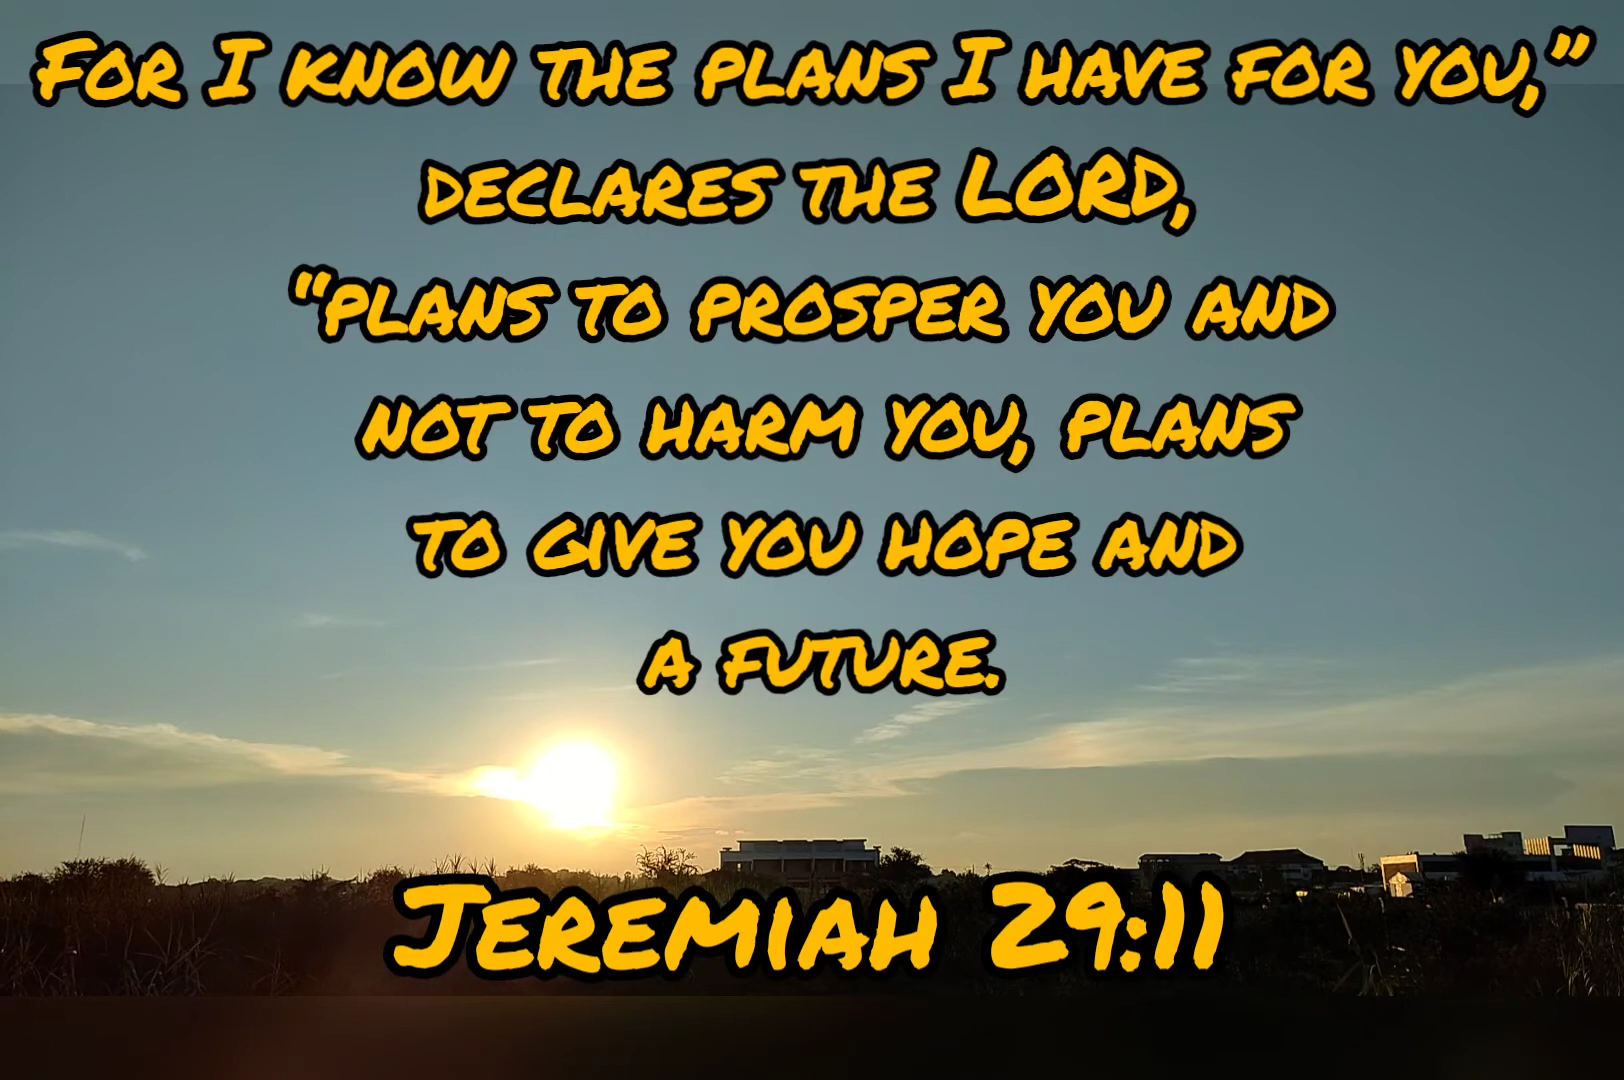 For I know the plans I have for you,”
declares the LORD,
“plans to prosper you and
not to harm you, plans
to give you hope and
a future.
Jeremiah 29:11